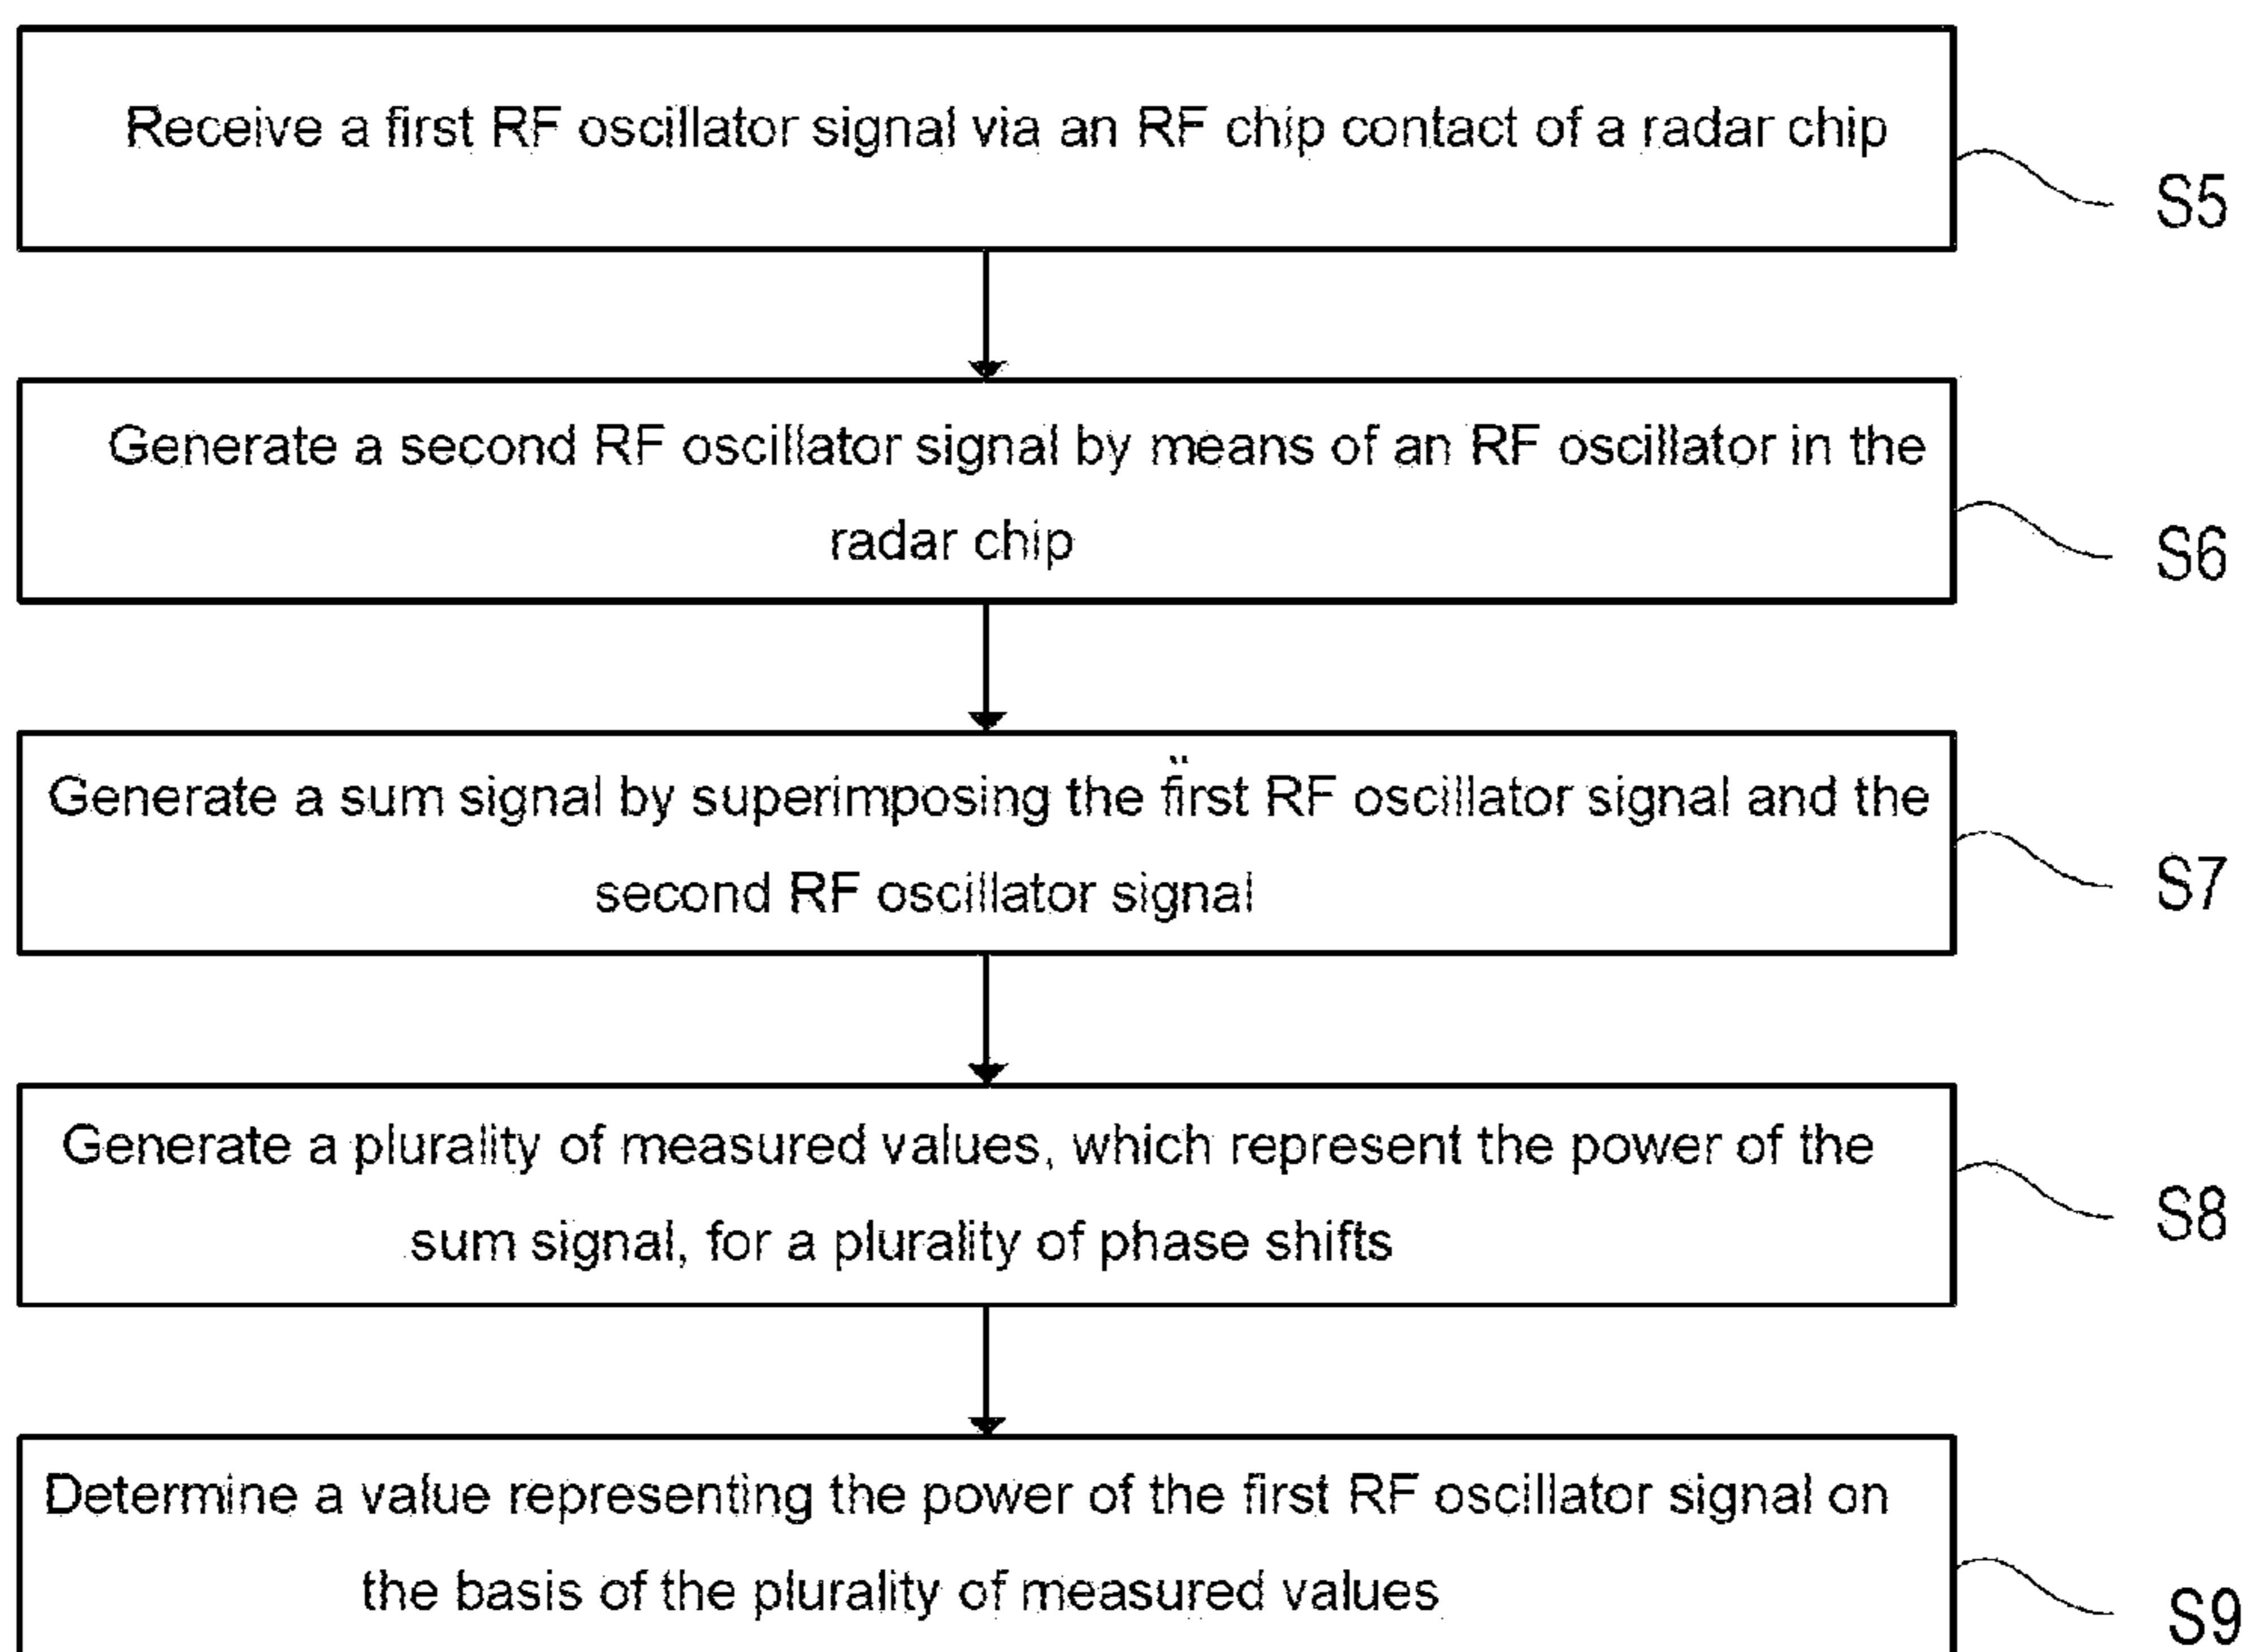 Receive a first RF oscillator signal via an RF chip contact of a radar chip
S5
Generate a second RF oscillator signal by means of an RF oscillator in the
radar chip
S6
Generate a sum signal by superimposing the first RF oscillator signal and the
second RF oscillator signal
S7
Generate a plurality of measured values, which represent the power of the
sum signal, for a plurality of phase shifts
S8
Determine a value representing the power of the first RF oscillator signal on
the basis of the plurality of measured values
S9